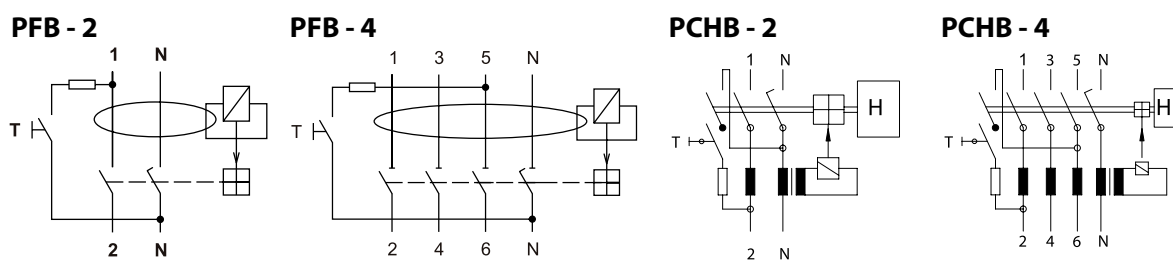 PFB - 2
PFB - 4
PCHB - 2
PCHB - 4
1 N
T
2 N
1 3 5 N
T
2 4 6 N
1 N
H
T
2 N
1 3 5 N
H
T
2 4 6 N